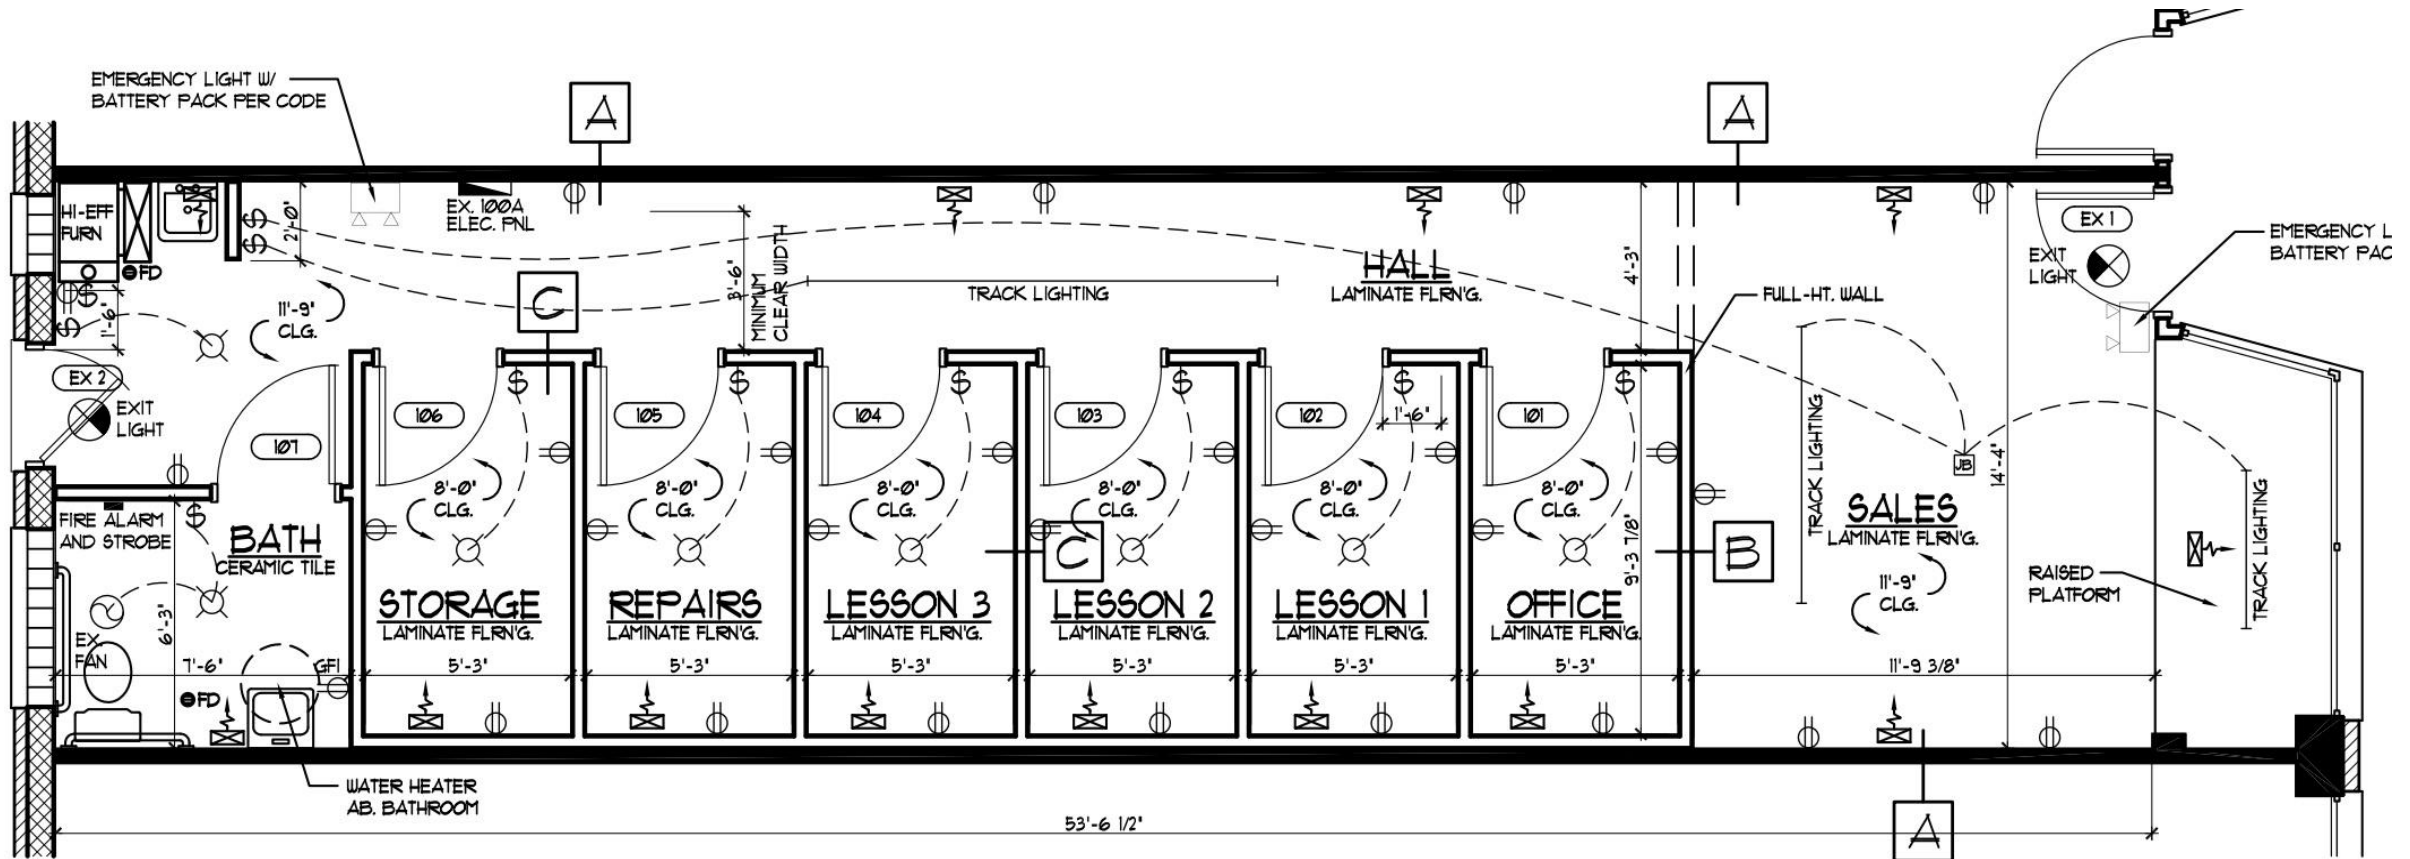 EMERGENCY LIGHT W/
BATTERY PACK PER CODE
A
A
HI-EFF
FURN
FD
S
S
2'-0"
EX. 100A
ELEC. PNL
3'-6"
MINIMUM
CLEAR WIDTH
TRACK LIGHTING
HALL
LAMINATE FLRN'G.
4'-3"
FULL-HT. WALL
EX 1
EXIT
LIGHT
EMERGENCY L
BATTERY PAC
S
S
1'-6"
11'-9"
CLG.
C
EX 2
EXIT
LIGHT
107
106
S
105
S
104
S
103
S
102
S
1'-6"
101
S
8'-0"
CLG.
8'-0"
CLG.
8'-0"
CLG.
8'-0"
CLG.
8'-0"
CLG.
8'-0"
CLG.
TRACK LIGHTING
JB
14'-4"
FIRE ALARM
AND STROBE
S
BATH
CERAMIC TILE
C
9'-3 7/8"
B
SALES
LAMINATE FLRN'G.
11'-9"
CLG.
RAISED
PLATFORM
TRACK LIGHTING
STORAGE
LAMINATE FLRN'G.
REPAIRS
LAMINATE FLRN'G.
LESSON 3
LAMINATE FLRN'G.
LESSON 2
LAMINATE FLRN'G.
LESSON 1
LAMINATE FLRN'G.
OFFICE
LAMINATE FLRN'G.
EX.
FAN
6'-3"
7'-6"
GFI
FD
5'-3"
5'-3"
5'-3"
5'-3"
5'-3"
5'-3"
11'-9 3/8"
WATER HEATER
AB. BATHROOM
53'-6 1/2"
A